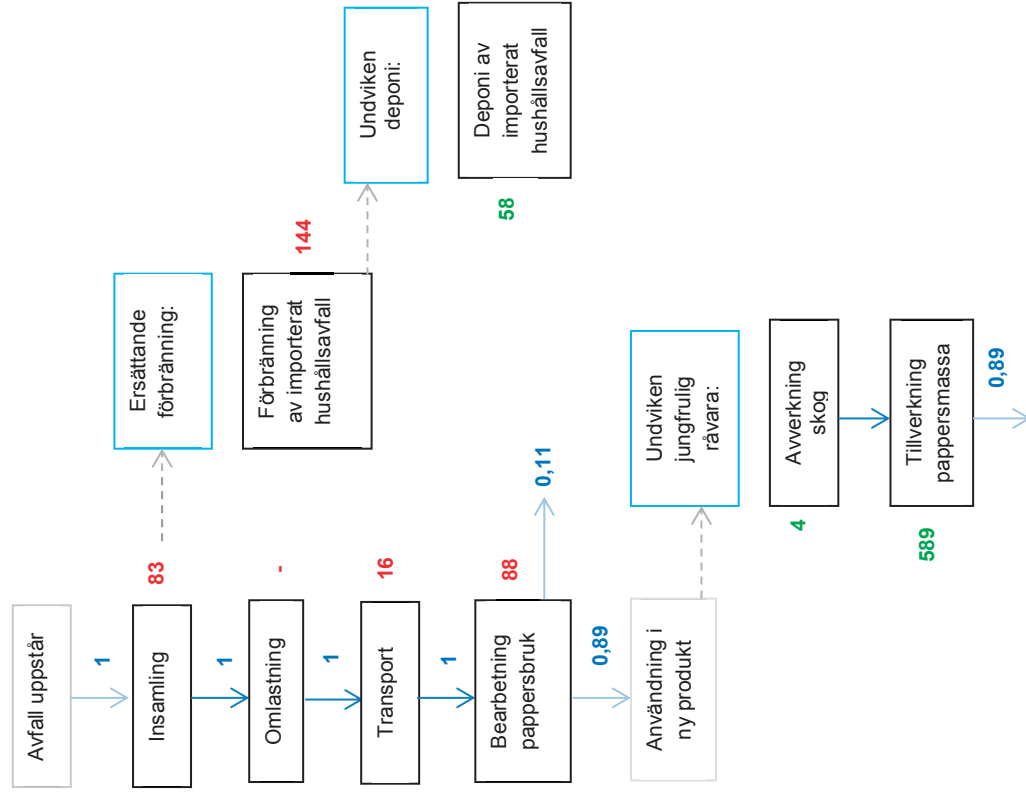 Avfall uppstår
1
Insamling
83
1
Omlastning
-
1
Transport
16
1
Bearbetning
pappersbruk
88
0,11
0,89
Användning i
ny produkt
Ersättande
förbränning:
Förbränning
av importerat
hushållsavfall
144
Undviken
deponi:
Deponi av
importerat
hushållsavfall
58
Undviken
jungfrulig
råvara:
Avverkning
skog
4
Tillverkning
pappersmassa
589
0,89